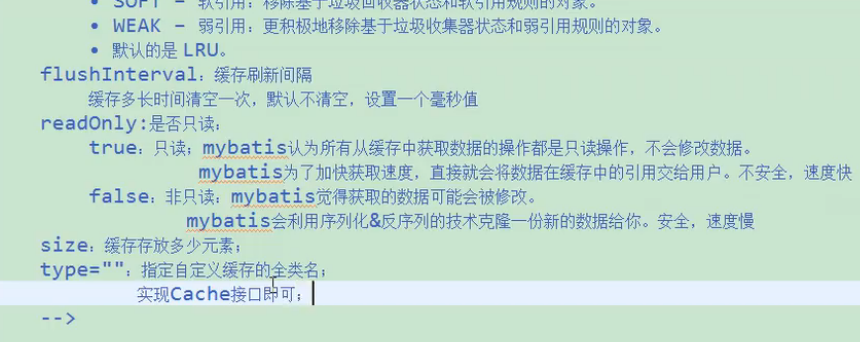 • SOFT – 软引用：移除基于垃圾回收器状态和软引用规则的对象。
• WEAK – 弱引用：更积极地移除基于垃圾收集器状态和弱引用规则的对象。
• 默认的是 LRU。
flushInterval：缓存刷新间隔
缓存多长时间清空一次，默认不清空，设置一个毫秒值
readOnly:是否只读：
true：只读；mybatis认为所有从缓存中获取数据的操作都是只读操作，不会修改数据。
mybatis为了加快获取速度，直接就会将数据在缓存中的引用交给用户。不安全，速度快
false：非只读：mybatis觉得获取的数据可能会被修改。
mybatis会利用序列化&反序列的技术克隆一份新的数据给你。安全，速度慢
size：缓存存放多少元素；
type=""：指定自定义缓存的全类名；
实现Cache接口即可；
-->